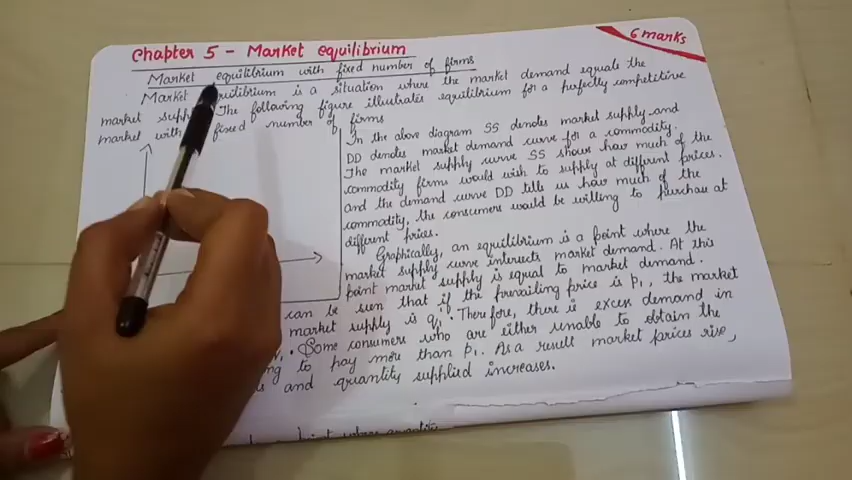 Chapter 5 - Market equilibrium
6 marks
Market equilibrium with fixed number of firms
Market equilibrium is a situation where the market demand equals the
market supply. The following figure illustrates equilibrium for a perfectly competitive
market with fixed number of firms
In the above diagram SS denotes market supply and
DD denotes market demand curve for a commodity.
The market supply curve SS shows how much of the
commodity firms would wish to supply at different prices.
and the demand curve DD tells us how much of the
commodity, the consumers would be willing to purchase at
different prices.
Graphically, an equilibrium is a point where the
market supply curve intersects market demand. At this
point market supply is equal to market demand.
can be seen that if the prevailing price is P1, the market
market supply is q1'. Therefore, there is excess demand in
Some consumers who are either unable to obtain the
to pay more than P1. As a result market prices rise,
and quantity supplied increases.
point where quantity